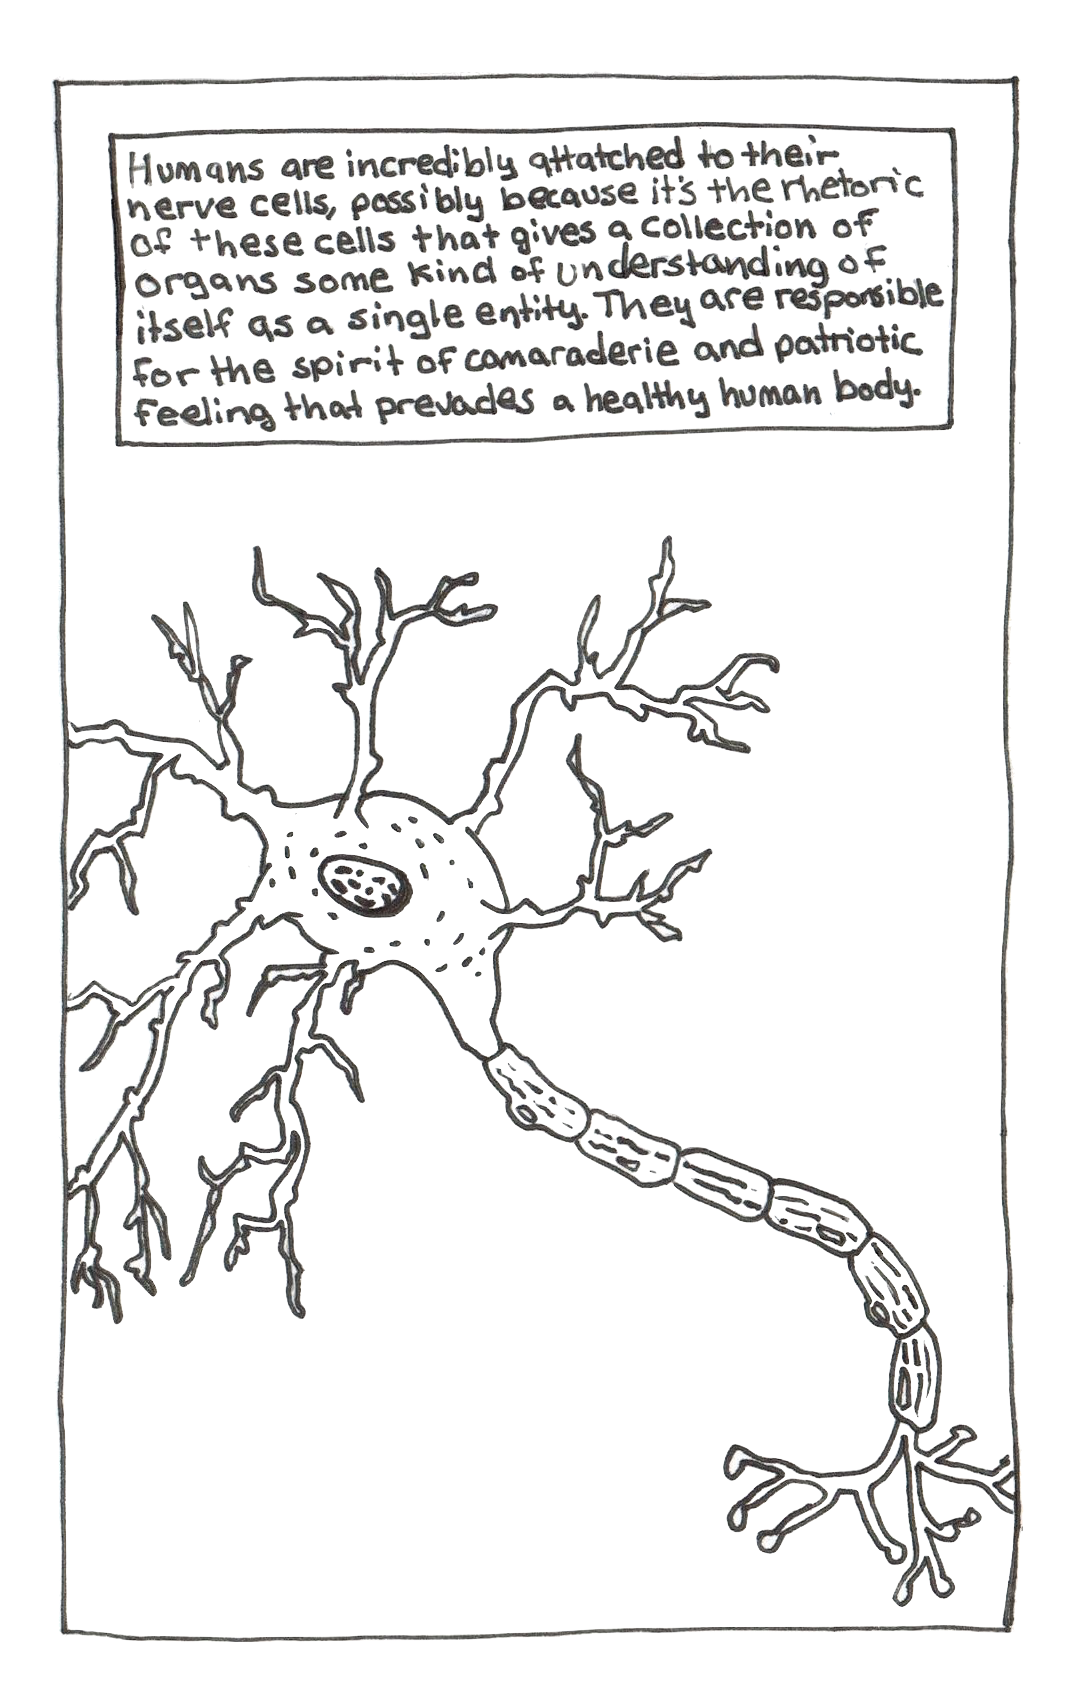 Humans are incredibly attatched to their
nerve cells, possibly because it's the rhetoric
of these cells that gives a collection of
organs some kind of understanding of
itself as a single entity. They are responsible
for the spirit of camaraderie and patriotic
feeling that prevades a healthy human body.